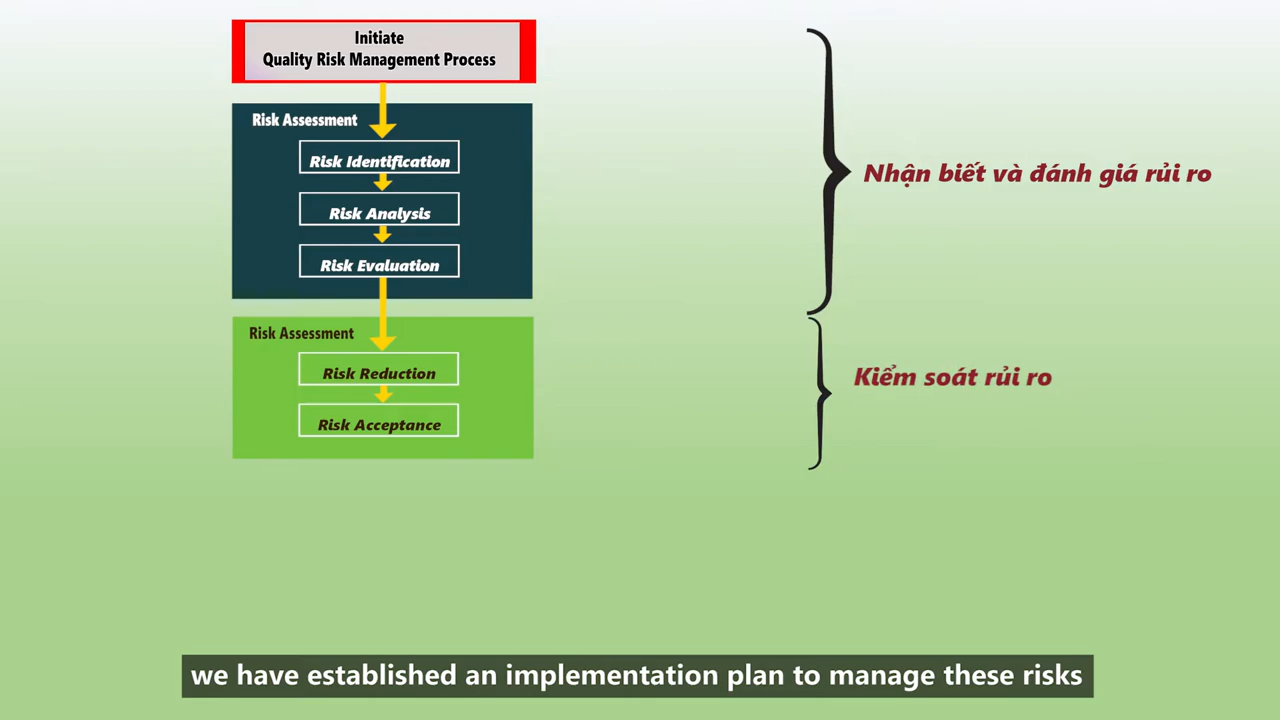 Initiate
Quality Risk Management Process
Risk Assessment
Risk Identification
Risk Analysis
Risk Evaluation
Nhận biết và đánh giá rủi ro
Risk Assessment
Risk Reduction
Risk Acceptance
Kiểm soát rủi ro
we have established an implementation plan to manage these risks